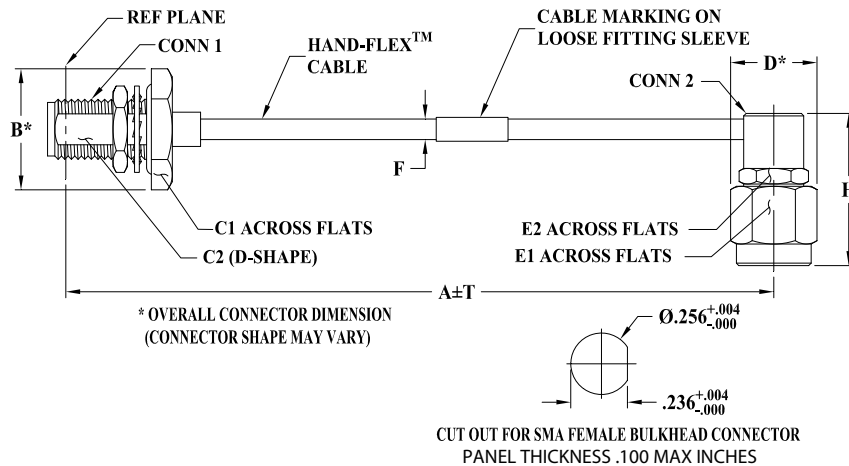 REF PLANE
CONN 1
HAND-FLEX™
CABLE
CABLE MARKING ON
LOOSE FITTING SLEEVE
D*
CONN 2
B*
F
C1 ACROSS FLATS
C2 (D-SHAPE)
E2 ACROSS FLATS
E1 ACROSS FLATS
A±T
* OVERALL CONNECTOR DIMENSION
(CONNECTOR SHAPE MAY VARY)
Ø.256+.004
-.000
.236+.004
-.000
CUT OUT FOR SMA FEMALE BULKHEAD CONNECTOR
PANEL THICKNESS .100 MAX INCHES